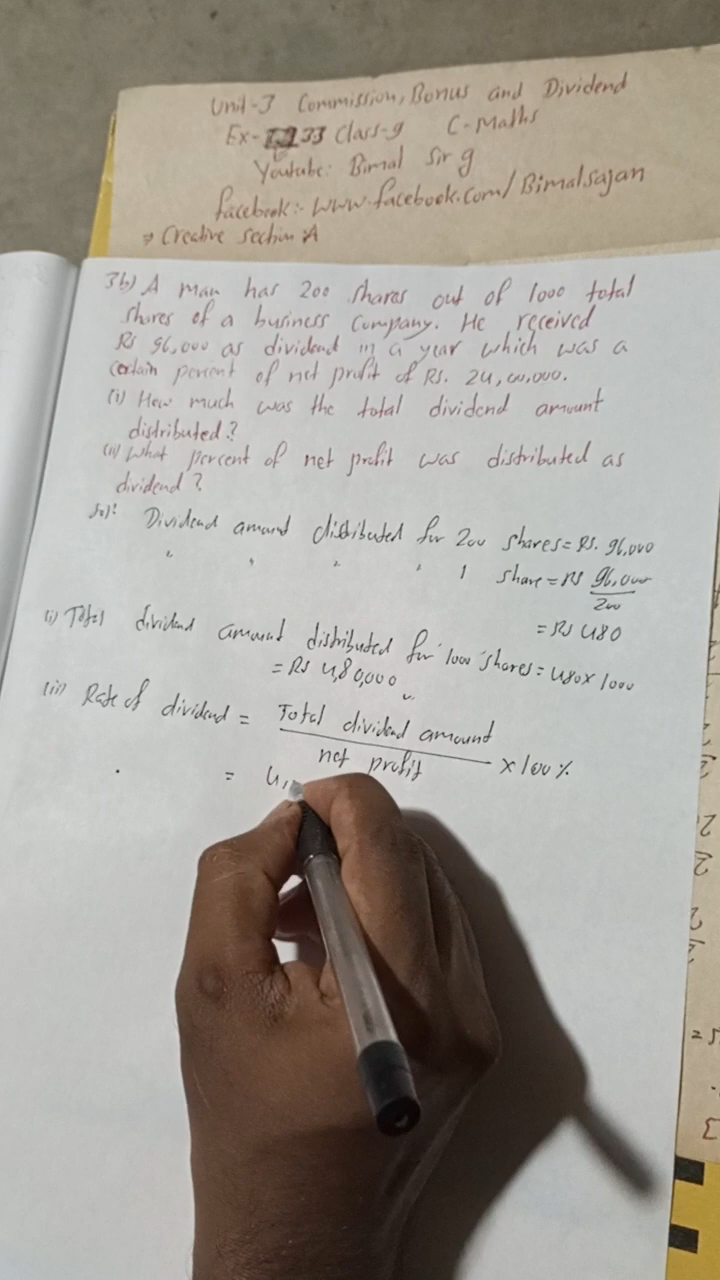 Unit-3 Commission, Bonus and Dividend
Ex- 33 Class-9 C-Maths
Youtube: Bimal Sir g
facebook:- www.facebook.com/Bimalsajan
⇒ Creative Section: A
3b) A man has 200 shares out of 1000 total
shares of a business company. He received
Rs 96,000 as dividend in a year which was a
certain percent of net profit of Rs. 24,00,000.
(i) How much was the total dividend amount
distributed?
(ii) What percent of net profit was distributed as
dividend?
Solⁿ: Dividend amount distributed for 200 shares = Rs. 96,000
" " " " 1 share = Rs 96,000
200
= Rs 480
(i) Total dividend amount distributed for 1000 shares = 480 × 1000
= Rs 4,80,000
(ii) Rate of dividend = Total dividend amount
net profit × 100%
= 4,